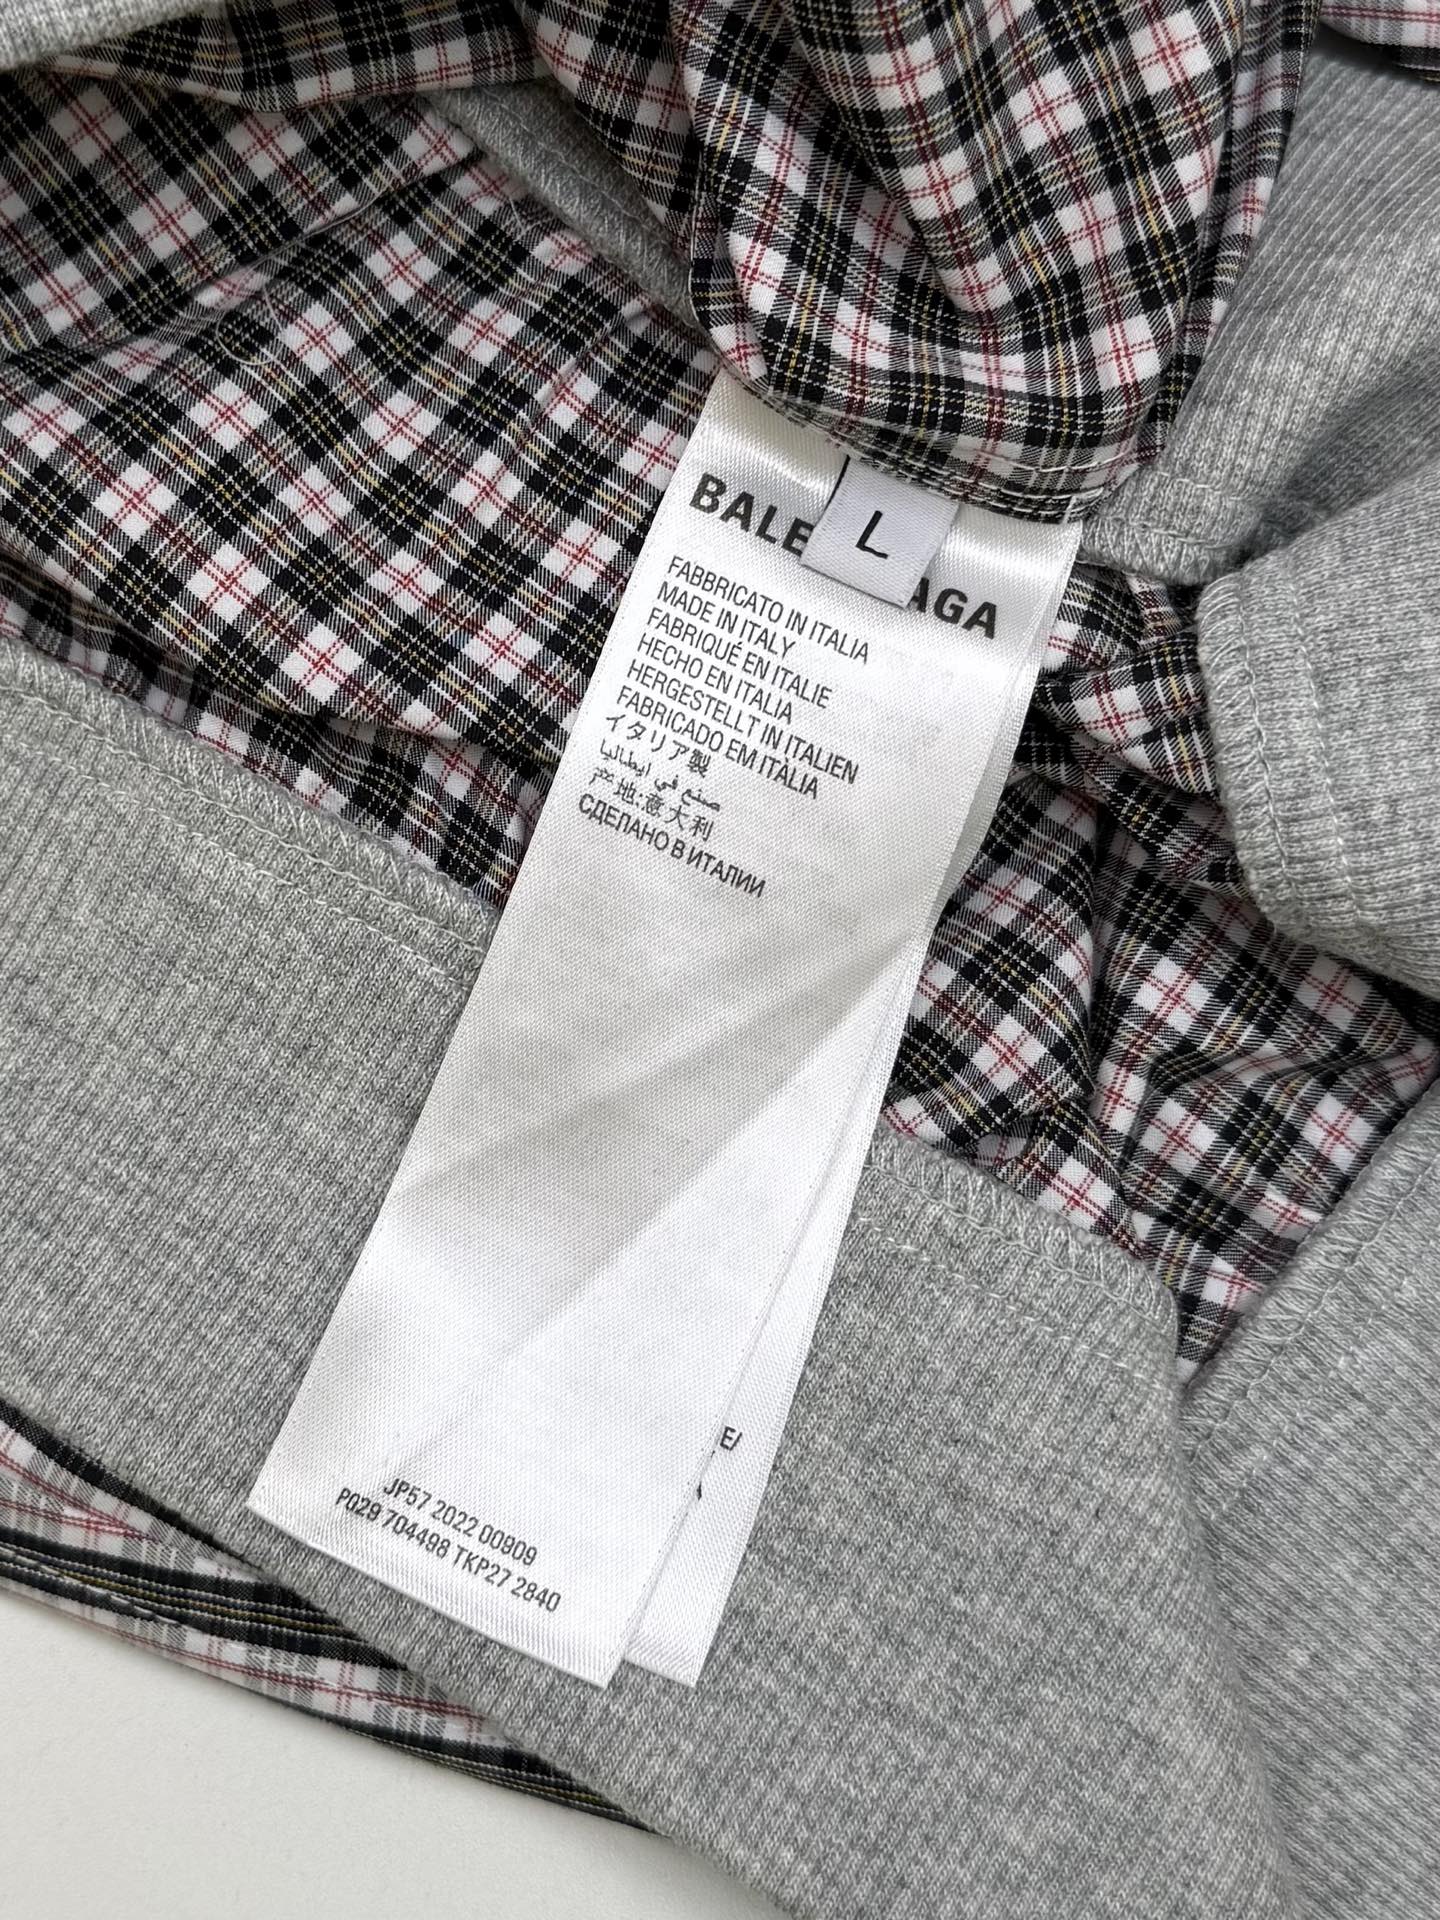 BALE AGA
L
FABBRICATO IN ITALIA
MADE IN ITALY
FABRIQUÉ EN ITALIE
HECHO EN ITALIA
HERGESTELLT IN ITALIEN
FABRICADO EM ITÀLIA
イタリア製
صنع في ايطاليا
产地:意大利
СДЕЛАНО В ИТАЛИИ
E/
JP57 2022 00909
P029 704498 TKP27 2840